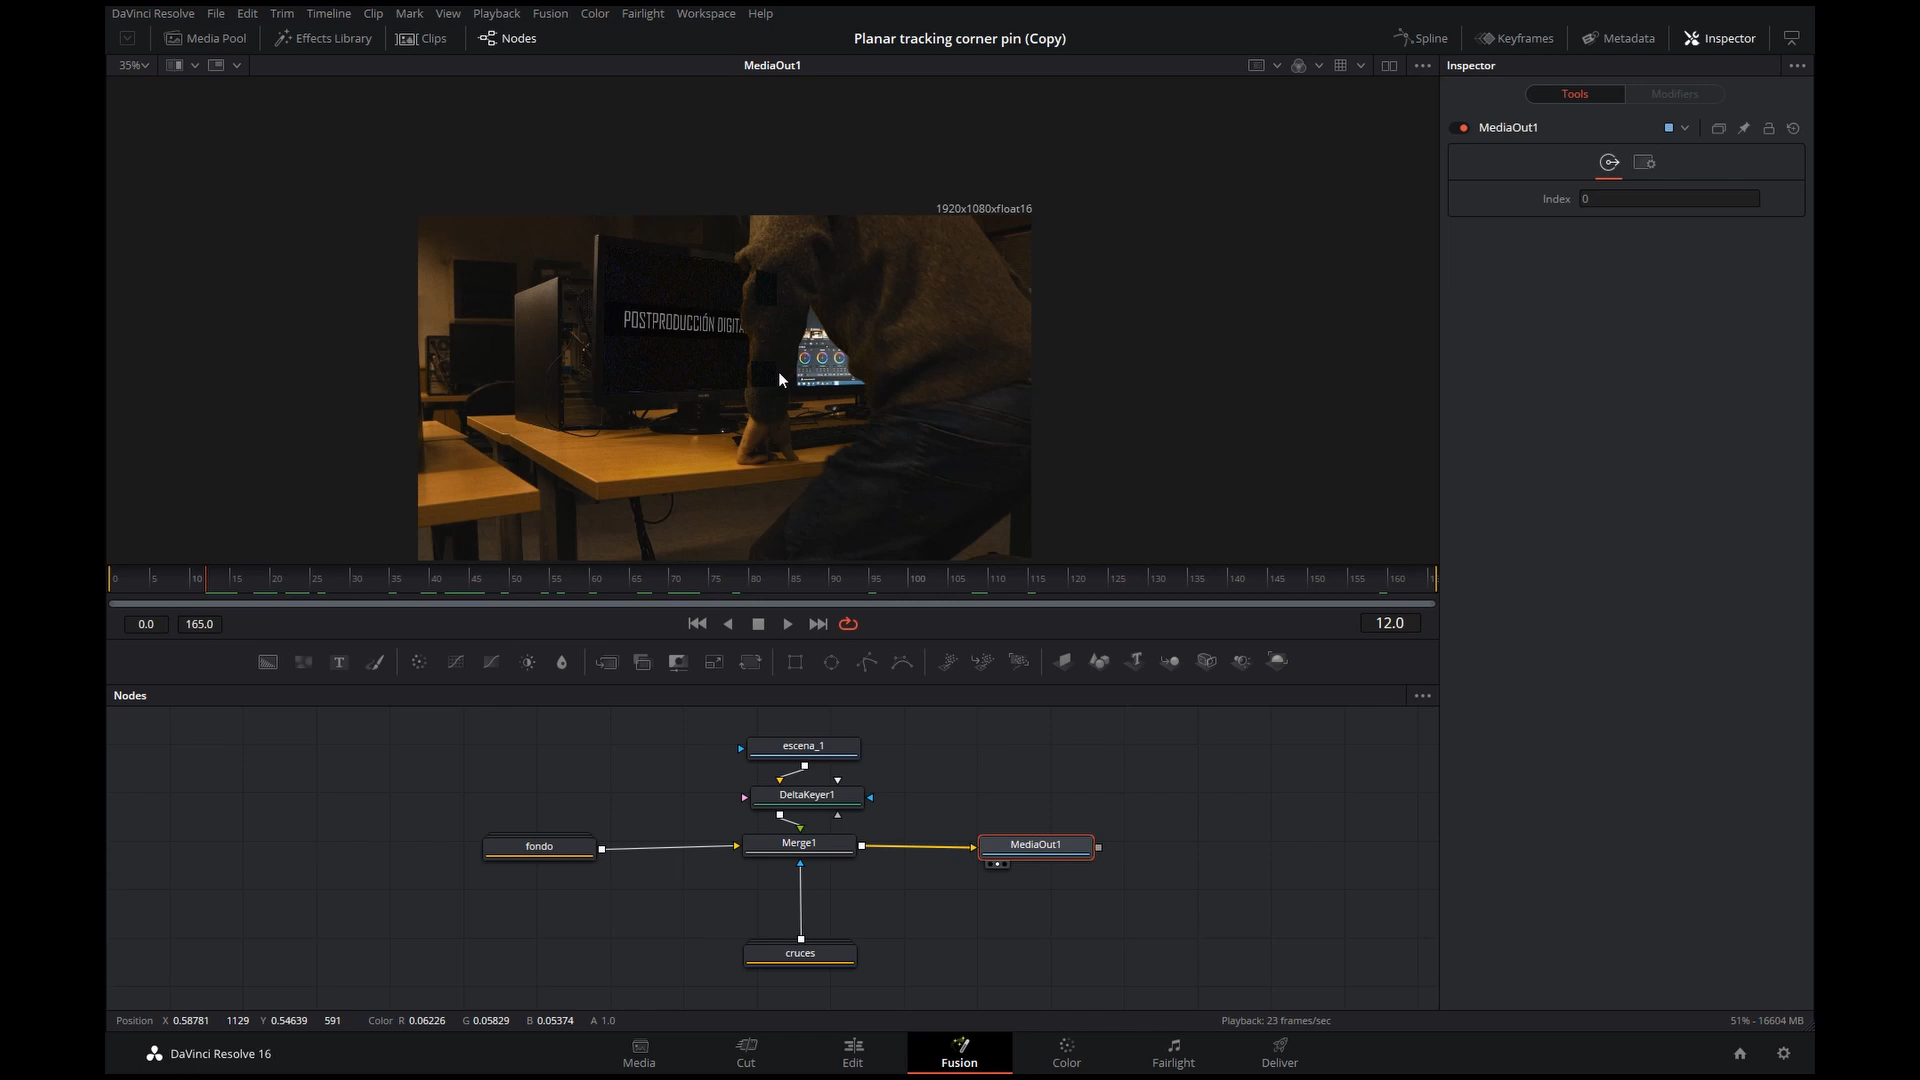 DaVinci Resolve File Edit Trim Timeline Clip Mark View Playback Fusion Color Fairlight Workspace Help
Media Pool Effects Library Clips Nodes Planar tracking corner pin (Copy) Spline Keyframes Metadata Inspector
35% MediaOut1 Inspector
Tools Modifiers
MediaOut1
Index 0
1920x1080xfloat16
POSTPRODUCCIÓN DIGITA
0 5 10 15 20 25 30 35 40 45 50 55 60 65 70 75 80 85 90 95 100 105 110 115 120 125 130 135 140 145 150 155 160
0.0 165.0 12.0
Nodes
escena_1
DeltaKeyer1
fondo Merge1 MediaOut1
cruces
Position X 0.58781 1129 Y 0.54639 591 Color R 0.06226 G 0.05829 B 0.05374 A 1.0 Playback: 23 frames/sec 51% - 16604 MB
DaVinci Resolve 16 Media Cut Edit Fusion Color Fairlight Deliver